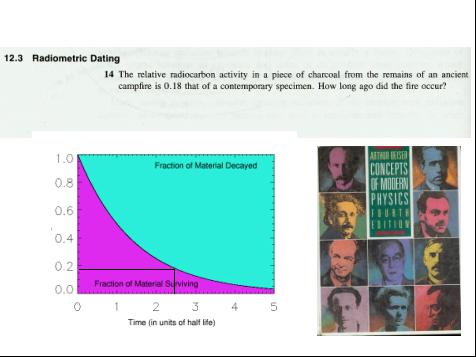 12.3 Radiometric Dating
14 The relative radiocarbon activity in a piece of charcoal from the remains of an ancient
campfire is 0.18 that of a contemporary specimen. How long ago did the fire occur?
1.0
0.8
0.6
0.4
0.2
0.0
Fraction of Material Decayed
Fraction of Material Surviving
0 1 2 3 4 5
Time (in units of half life)
ARTHUR BEISER
CONCEPTS
OF MODERN
PHYSICS
FOURTH
EDITION